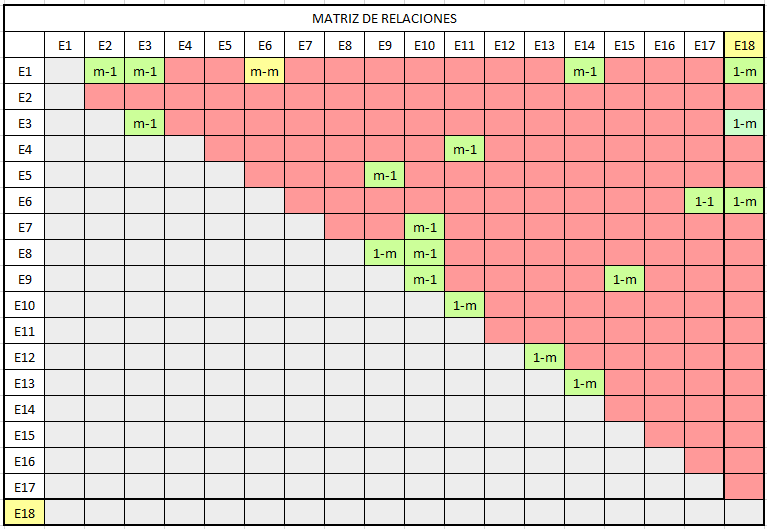 MATRIZ DE RELACIONES
E1 E2 E3 E4 E5 E6 E7 E8 E9 E10 E11 E12 E13 E14 E15 E16 E17 E18
E1 m-1 m-1 m-m m-1 1-m
E2
E3 m-1 1-m
E4 m-1
E5 m-1
E6 1-1 1-m
E7 m-1
E8 1-m m-1
E9 m-1 1-m
E10 1-m
E11
E12 1-m
E13 1-m
E14
E15
E16
E17
E18